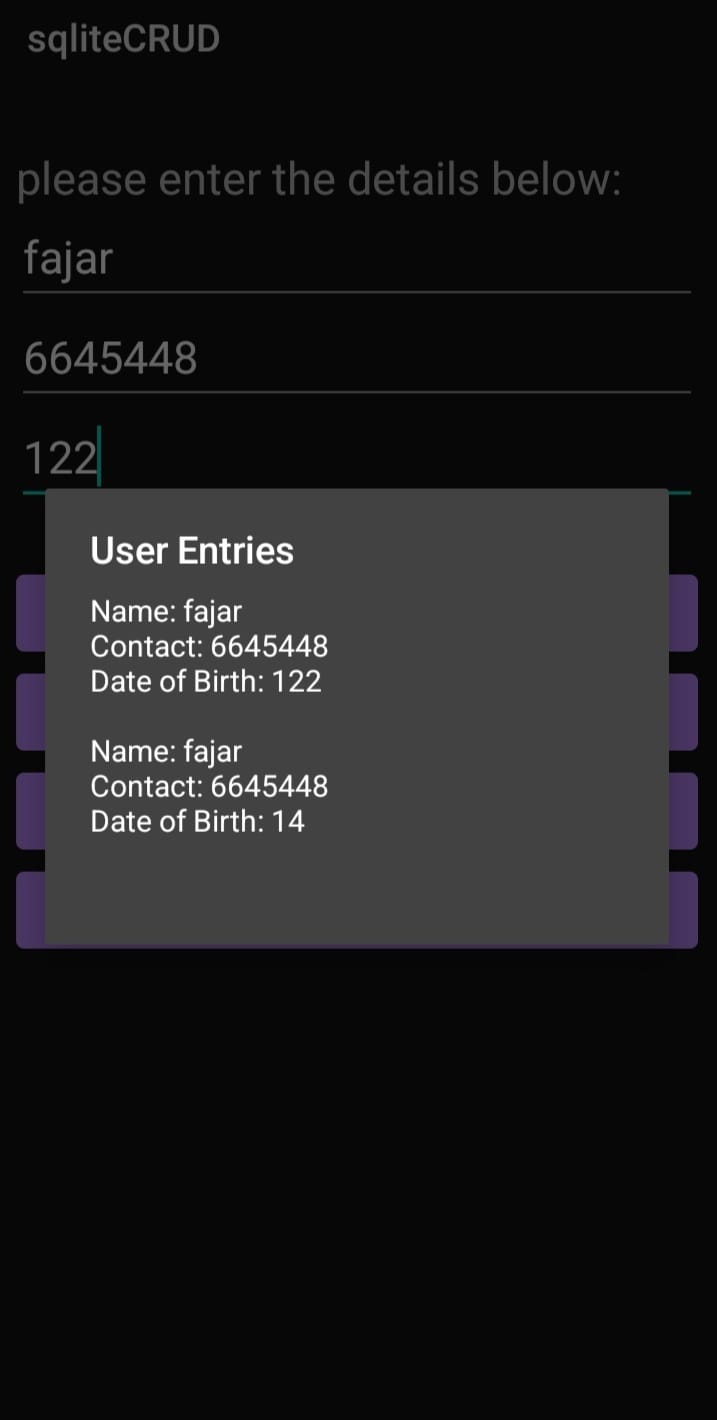 sqliteCRUD
please enter the details below:
fajar
6645448
122
User Entries
Name: fajar
Contact: 6645448
Date of Birth: 122
Name: fajar
Contact: 6645448
Date of Birth: 14